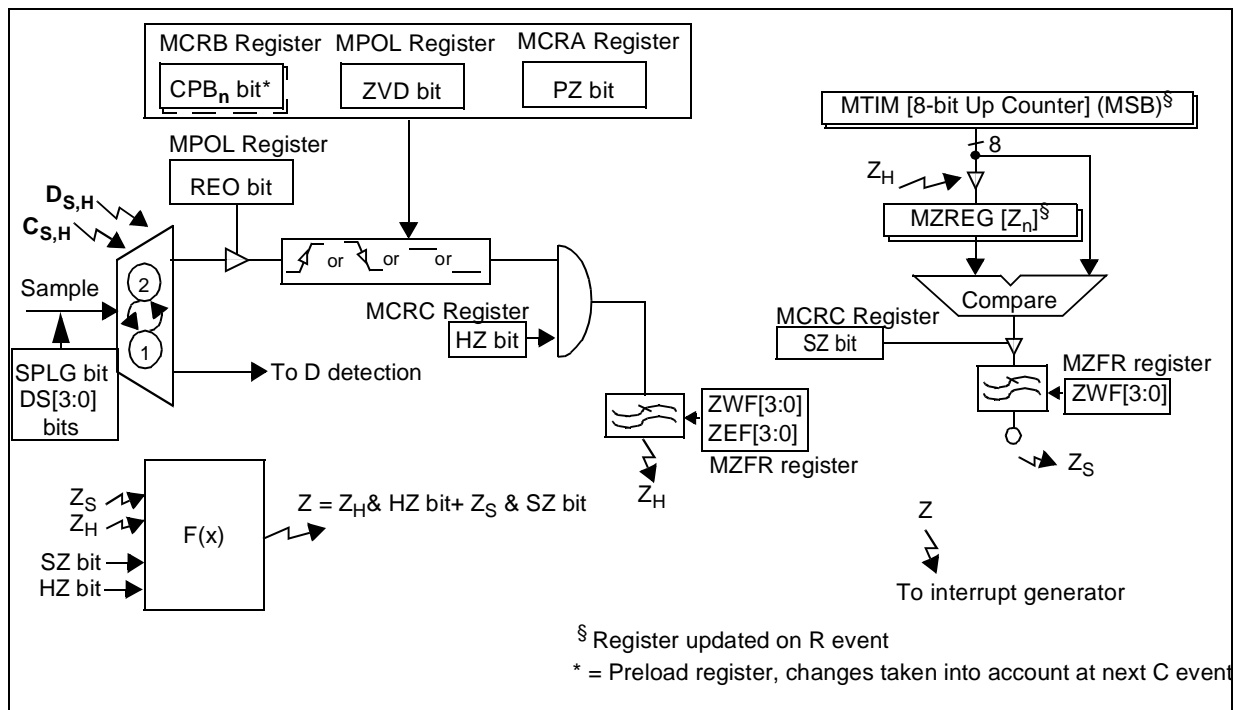 MCRB Register
MPOL Register
MCRA Register
CPBn bit*
ZVD bit
PZ bit
MTIM [8-bit Up Counter] (MSB)§
8
MPOL Register
REO bit
ZH
DS,H
CS,H
MZREG [Zn]§
or
or
or
2
Sample
1
Compare
MCRC Register
HZ bit
MCRC Register
SZ bit
SPLG bit
DS[3:0]
bits
To D detection
MZFR register
ZWF[3:0]
ZWF[3:0]
ZEF[3:0]
MZFR register
ZH
ZS
ZS
ZH
SZ bit
HZ bit
F(x)
Z = ZH& HZ bit+ ZS & SZ bit
Z
To interrupt generator
§ Register updated on R event
* = Preload register, changes taken into account at next C event